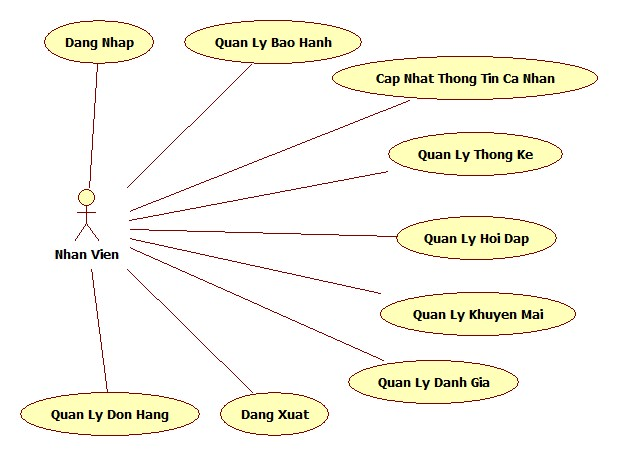 Dang Nhap
Quan Ly Bao Hanh
Cap Nhat Thong Tin Ca Nhan
Quan Ly Thong Ke
Quan Ly Hoi Dap
Nhan Vien
Quan Ly Khuyen Mai
Quan Ly Danh Gia
Quan Ly Don Hang
Dang Xuat